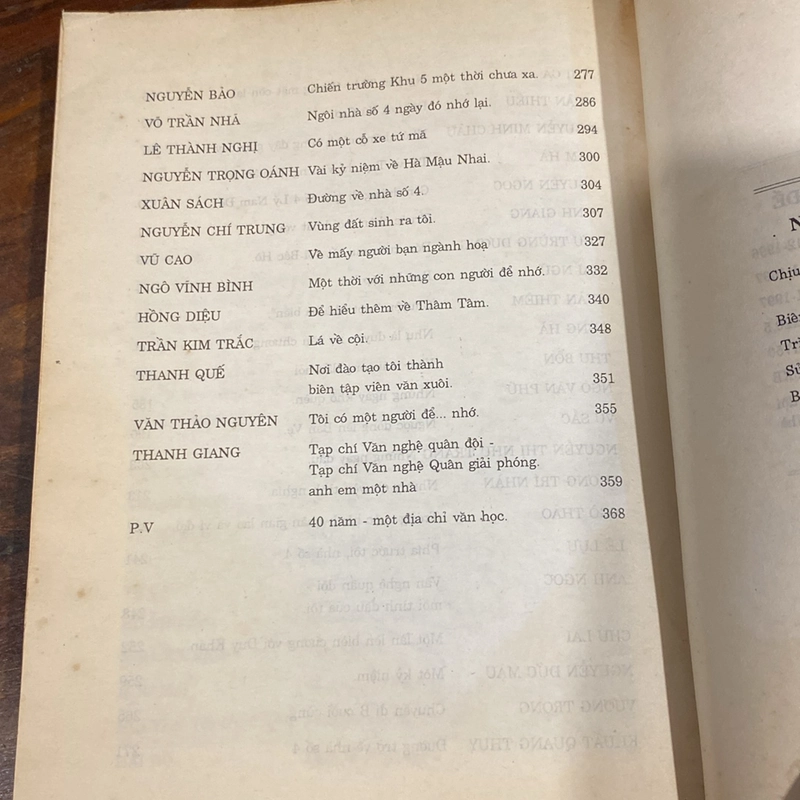 NGUYỄN BẢO Chiến trường Khu 5 một thời chưa xa. 277
VÕ TRẦN NHÃ Ngôi nhà số 4 ngày đó nhớ lại. 286
LÊ THÀNH NGHỊ Có một cỗ xe tứ mã 294
NGUYỄN TRỌNG OÁNH Vài kỷ niệm về Hà Mậu Nhai. 300
XUÂN SÁCH Đường về nhà số 4. 304
NGUYỄN CHÍ TRUNG Vùng đất sinh ra tôi. 307
VŨ CAO Về mấy người bạn ngành hoạ 327
NGÔ VĨNH BÌNH Một thời với những con người để nhớ. 332
HỒNG DIỆU Để hiểu thêm về Thâm Tâm. 340
TRẦN KIM TRẮC Lá về cội. 348
THANH QUẾ Nơi đào tạo tôi thành
biên tập viên văn xuôi. 351
VĂN THẢO NGUYÊN Tôi có một người để... nhớ. 355
THANH GIANG Tạp chí Văn nghệ quân đội -
Tạp chí Văn nghệ Quân giải phóng.
anh em một nhà 359
P.V 40 năm - một địa chỉ văn học. 368
N
Chịu
Biên
Trì
Sử
B